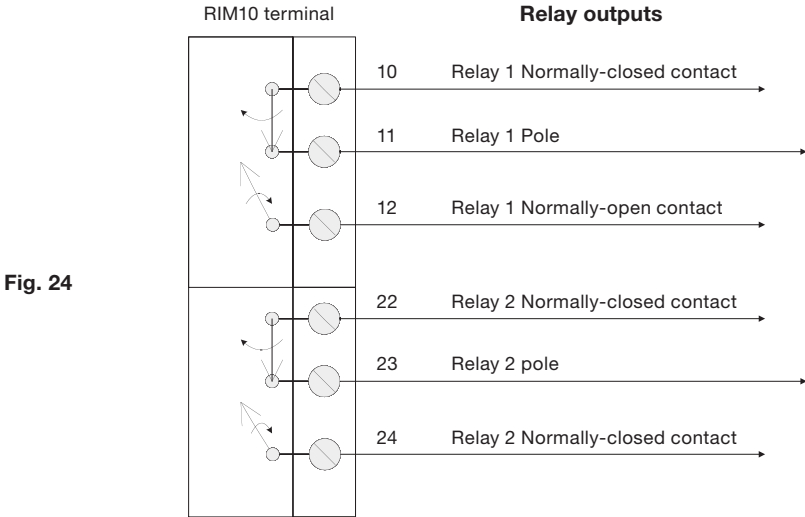 RIM10 terminal
Relay outputs
10 Relay 1 Normally-closed contact
11 Relay 1 Pole
12 Relay 1 Normally-open contact
Fig. 24
22 Relay 2 Normally-closed contact
23 Relay 2 pole
24 Relay 2 Normally-closed contact